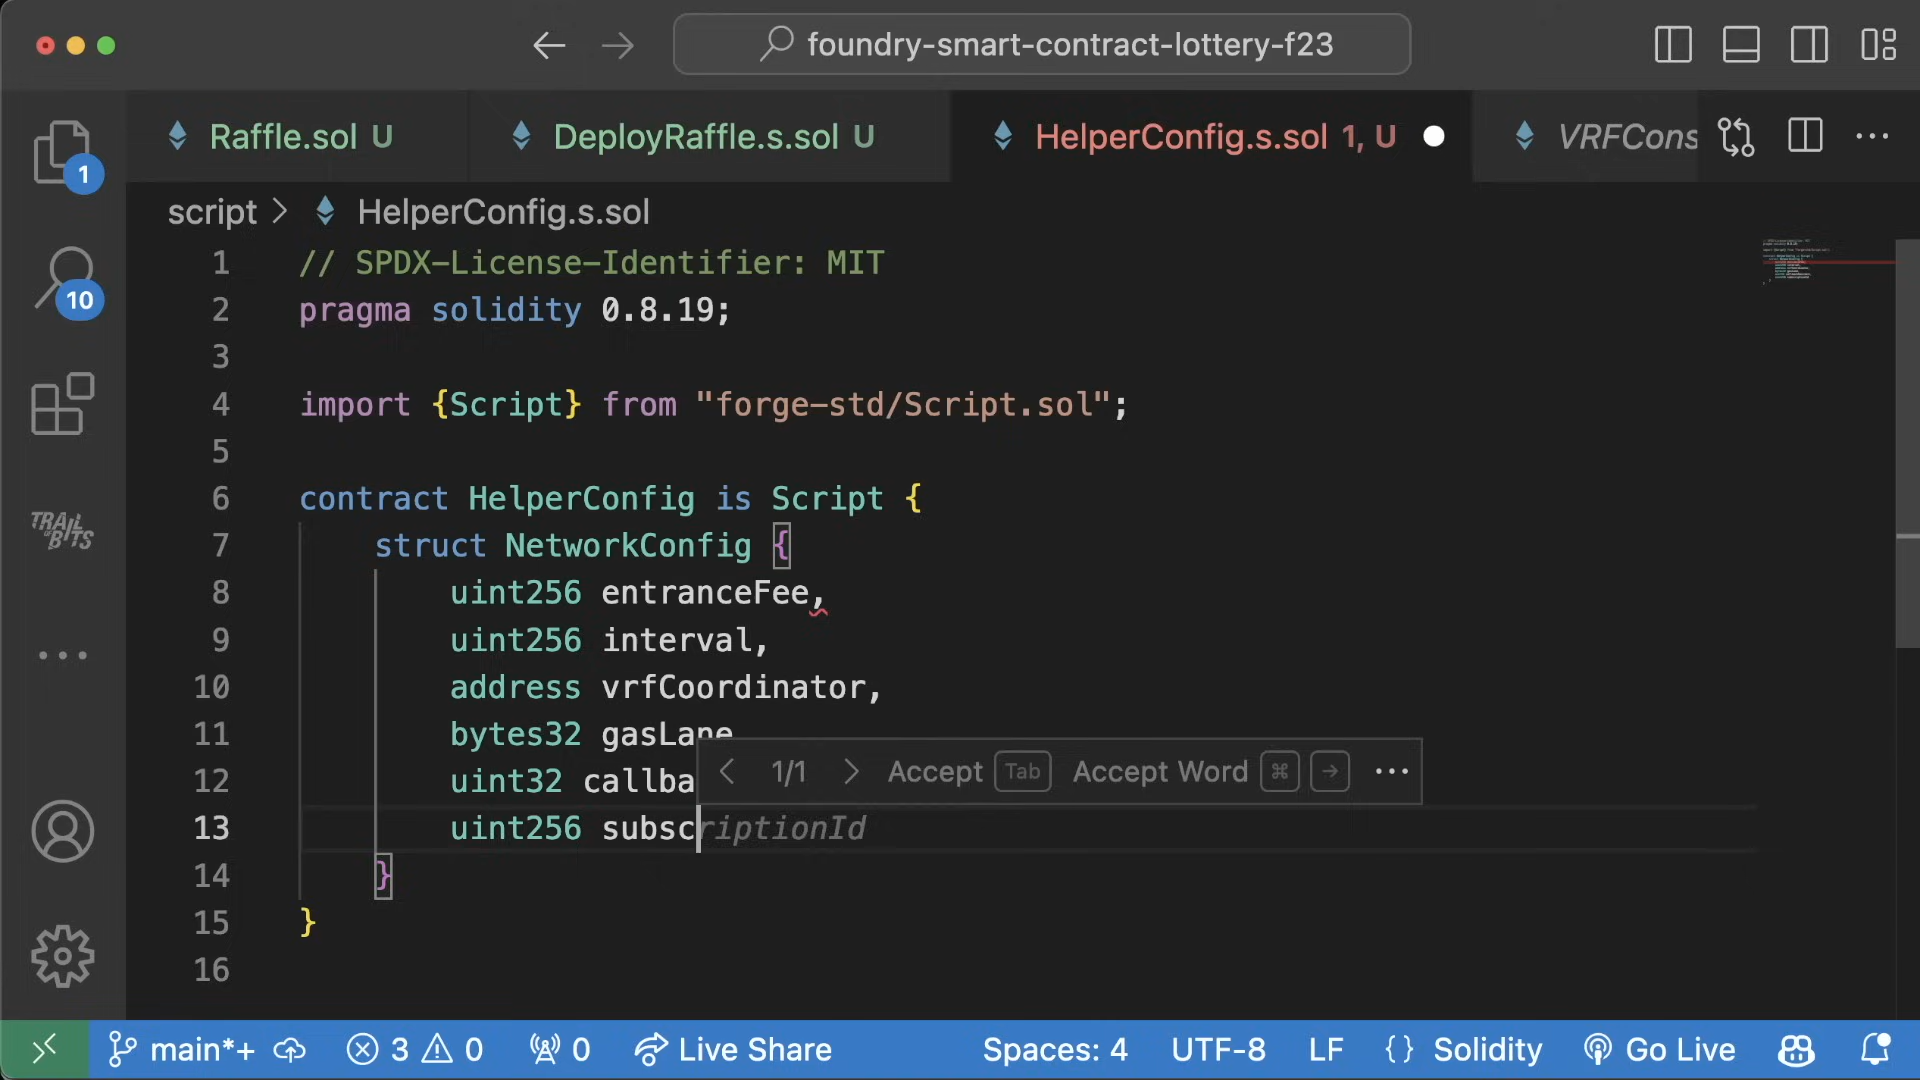 foundry-smart-contract-lottery-f23
Raffle.sol U
DeployRaffle.s.sol U
HelperConfig.s.sol 1, U
VRFCons
script > HelperConfig.s.sol
1 // SPDX-License-Identifier: MIT
2 pragma solidity 0.8.19;
3
4 import {Script} from "forge-std/Script.sol";
5
6 contract HelperConfig is Script {
7 struct NetworkConfig {
8 uint256 entranceFee,
9 uint256 interval,
10 address vrfCoordinator,
11 bytes32 gasLane
< 1/1 > Accept Tab Accept Word ⌘ → ...
12 uint32 callba
13 uint256 subscriptionId
14 }
15 }
16
1
10
TRAIL OF BITS
main*+ 3 0 0 Live Share Spaces: 4 UTF-8 LF {} Solidity Go Live